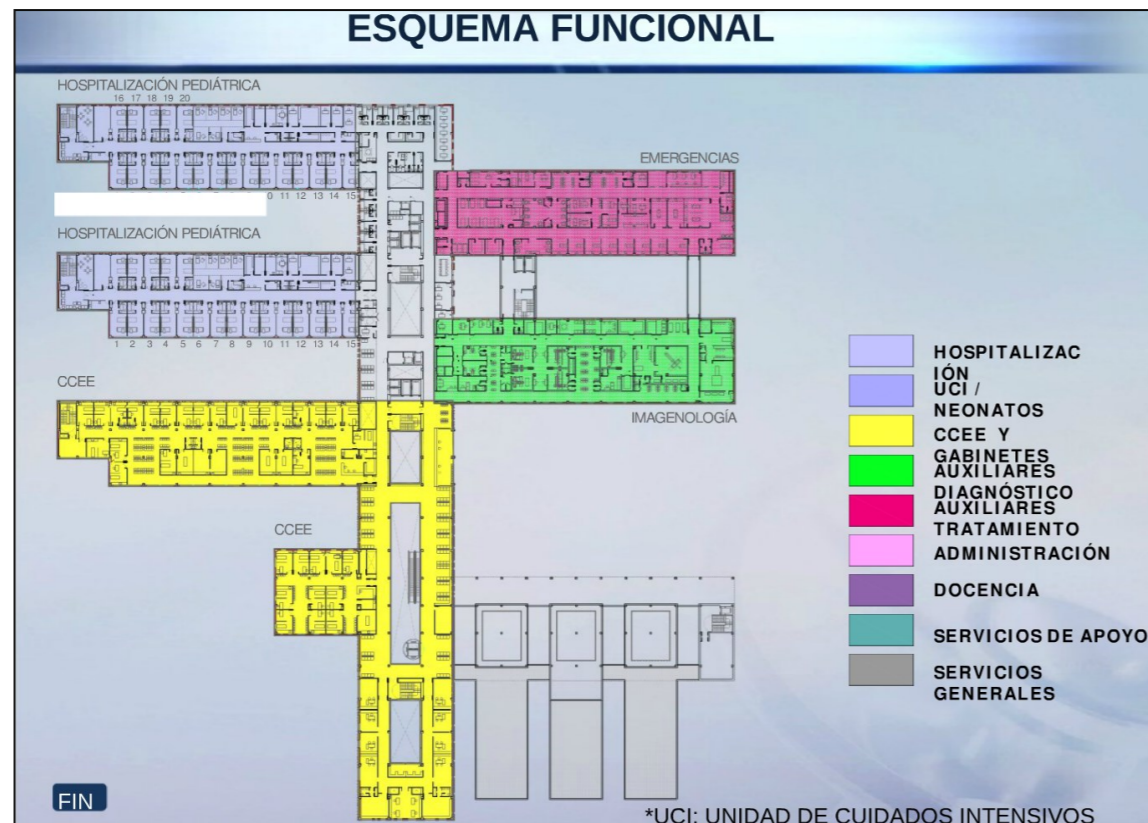 ESQUEMA FUNCIONAL
HOSPITALIZACIÓN PEDIÁTRICA
16 17 18 19 20
0 11 12 13 14 15
EMERGENCIAS
HOSPITALIZACIÓN PEDIÁTRICA
1 2 3 4 5 6 7 8 9 10 11 12 13 14 15
CCEE
IMAGENOLOGÍA
CCEE
HOSPITALIZAC
IÓN
UCI /
NEONATOS
CCEE Y
GABINETES
AUXILIARES
DIAGNÓSTICO
AUXILIARES
TRATAMIENTO
ADMINISTRACIÓN
DOCENCIA
SERVICIOS DE APOYO
SERVICIOS
GENERALES
FIN
*UCI: UNIDAD DE CUIDADOS INTENSIVOS